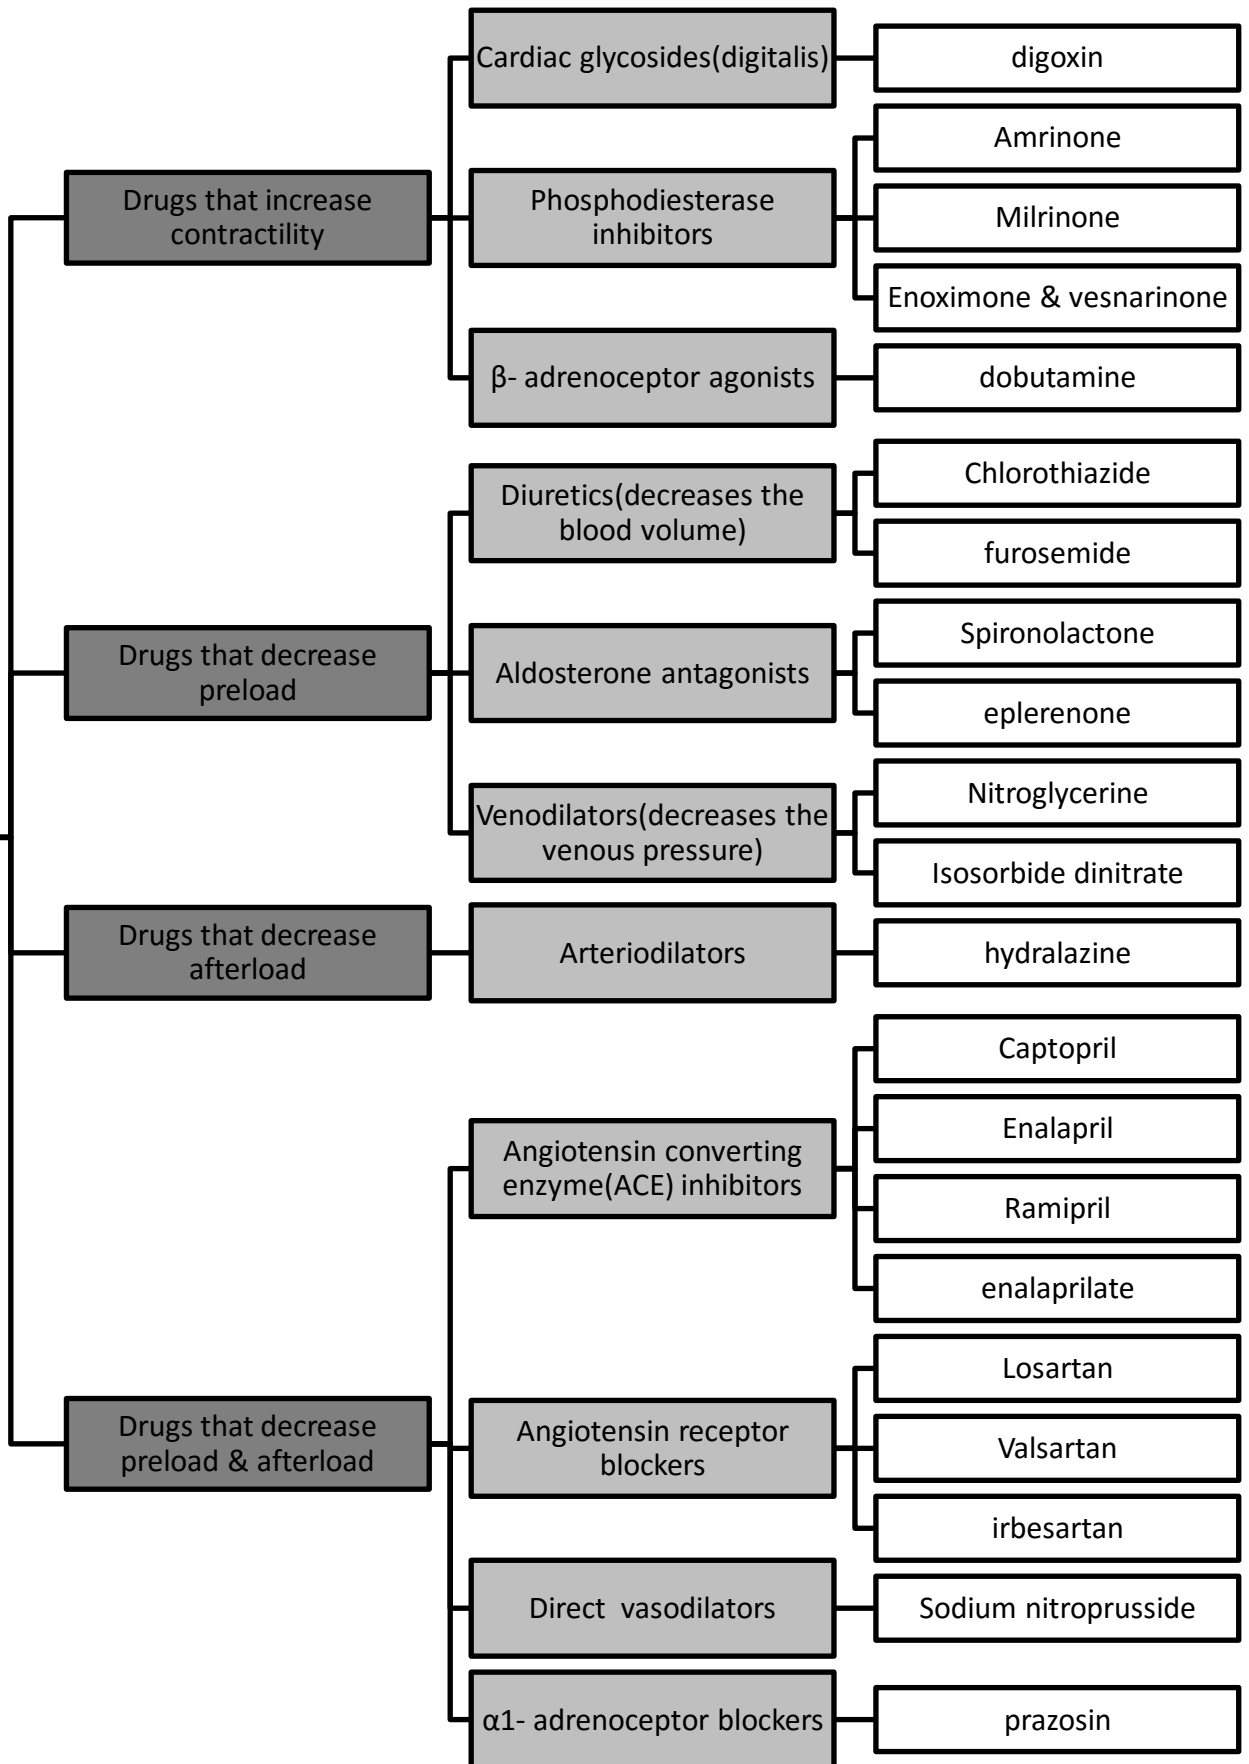 Cardiac glycosides(digitalis)
digoxin
Drugs that increase
contractility
Phosphodiesterase
inhibitors
Amrinone
Milrinone
Enoximone & vesnarinone
β- adrenoceptor agonists
dobutamine
Drugs that decrease
preload
Diuretics(decreases the
blood volume)
Chlorothiazide
furosemide
Aldosterone antagonists
Spironolactone
eplerenone
Venodilators(decreases the
venous pressure)
Nitroglycerine
Isosorbide dinitrate
Drugs that decrease
afterload
Arteriodilators
hydralazine
Drugs that decrease
preload & afterload
Angiotensin converting
enzyme(ACE) inhibitors
Captopril
Enalapril
Ramipril
enalaprilate
Angiotensin receptor
blockers
Losartan
Valsartan
irbesartan
Direct  vasodilators
Sodium nitroprusside
α1- adrenoceptor blockers
prazosin